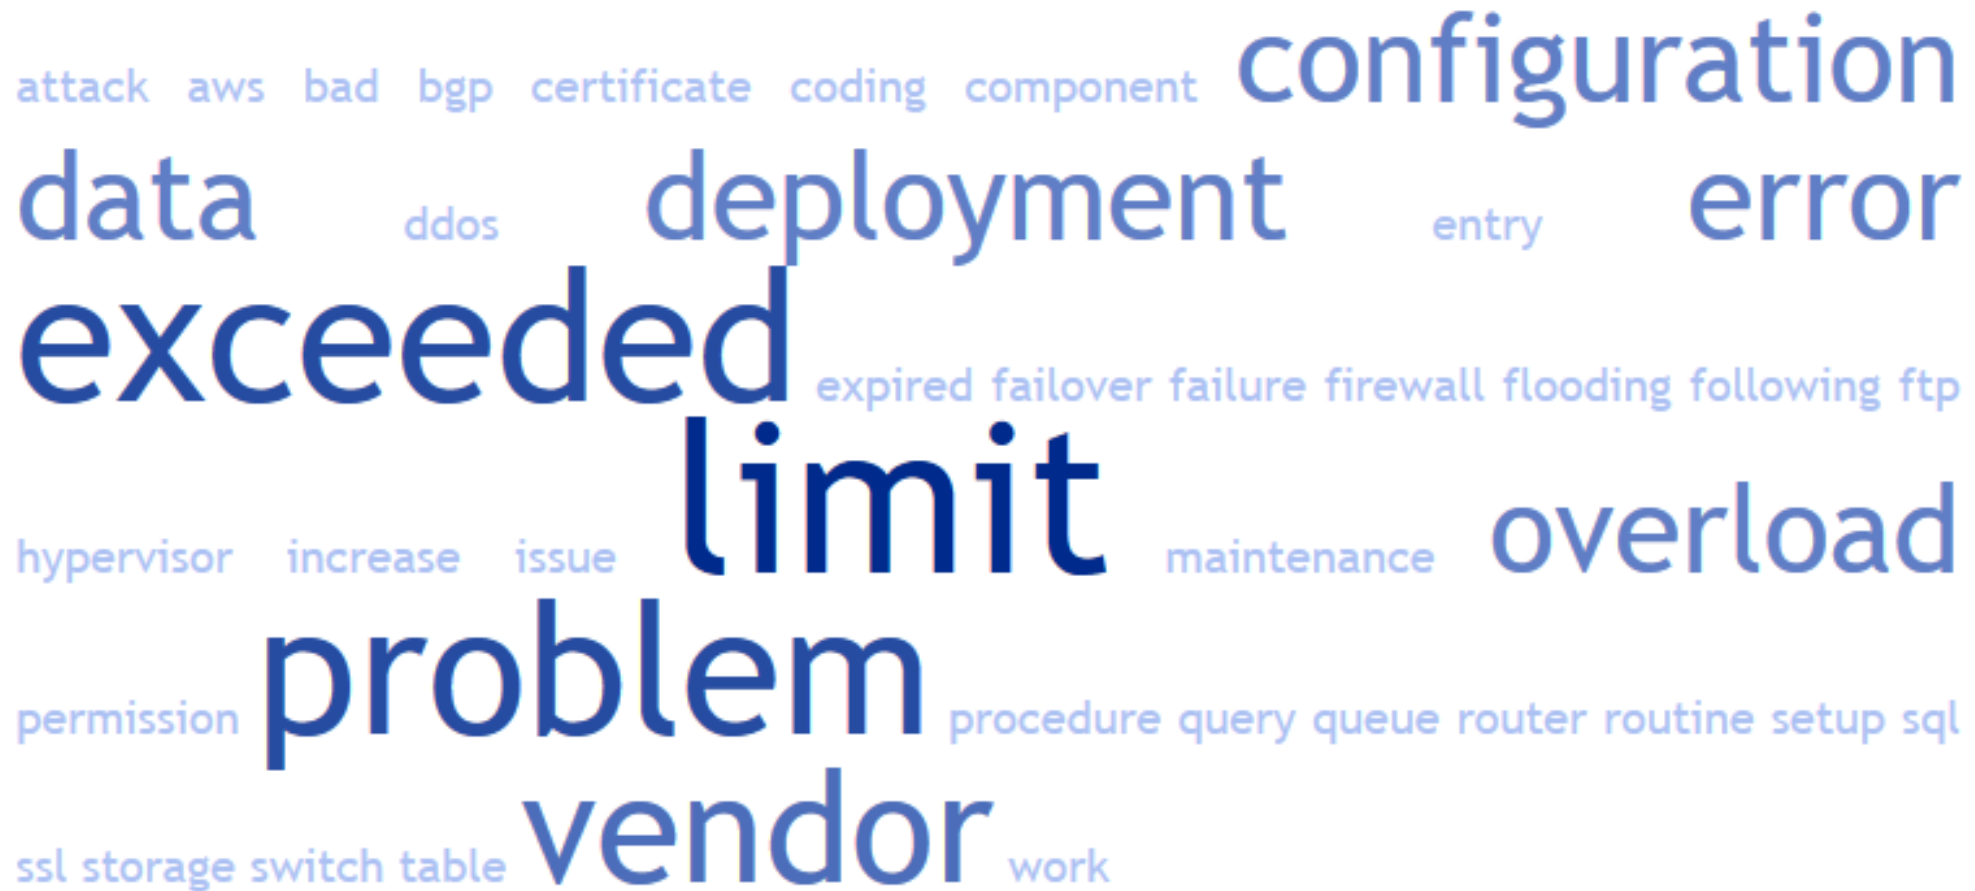 attack aws bad bgp certificate coding component configuration
data ddos deployment entry error
exceeded expired failover failure firewall flooding following ftp
hypervisor increase issue limit maintenance overload
permission problem procedure query queue router routine setup sql
ssl storage switch table vendor work